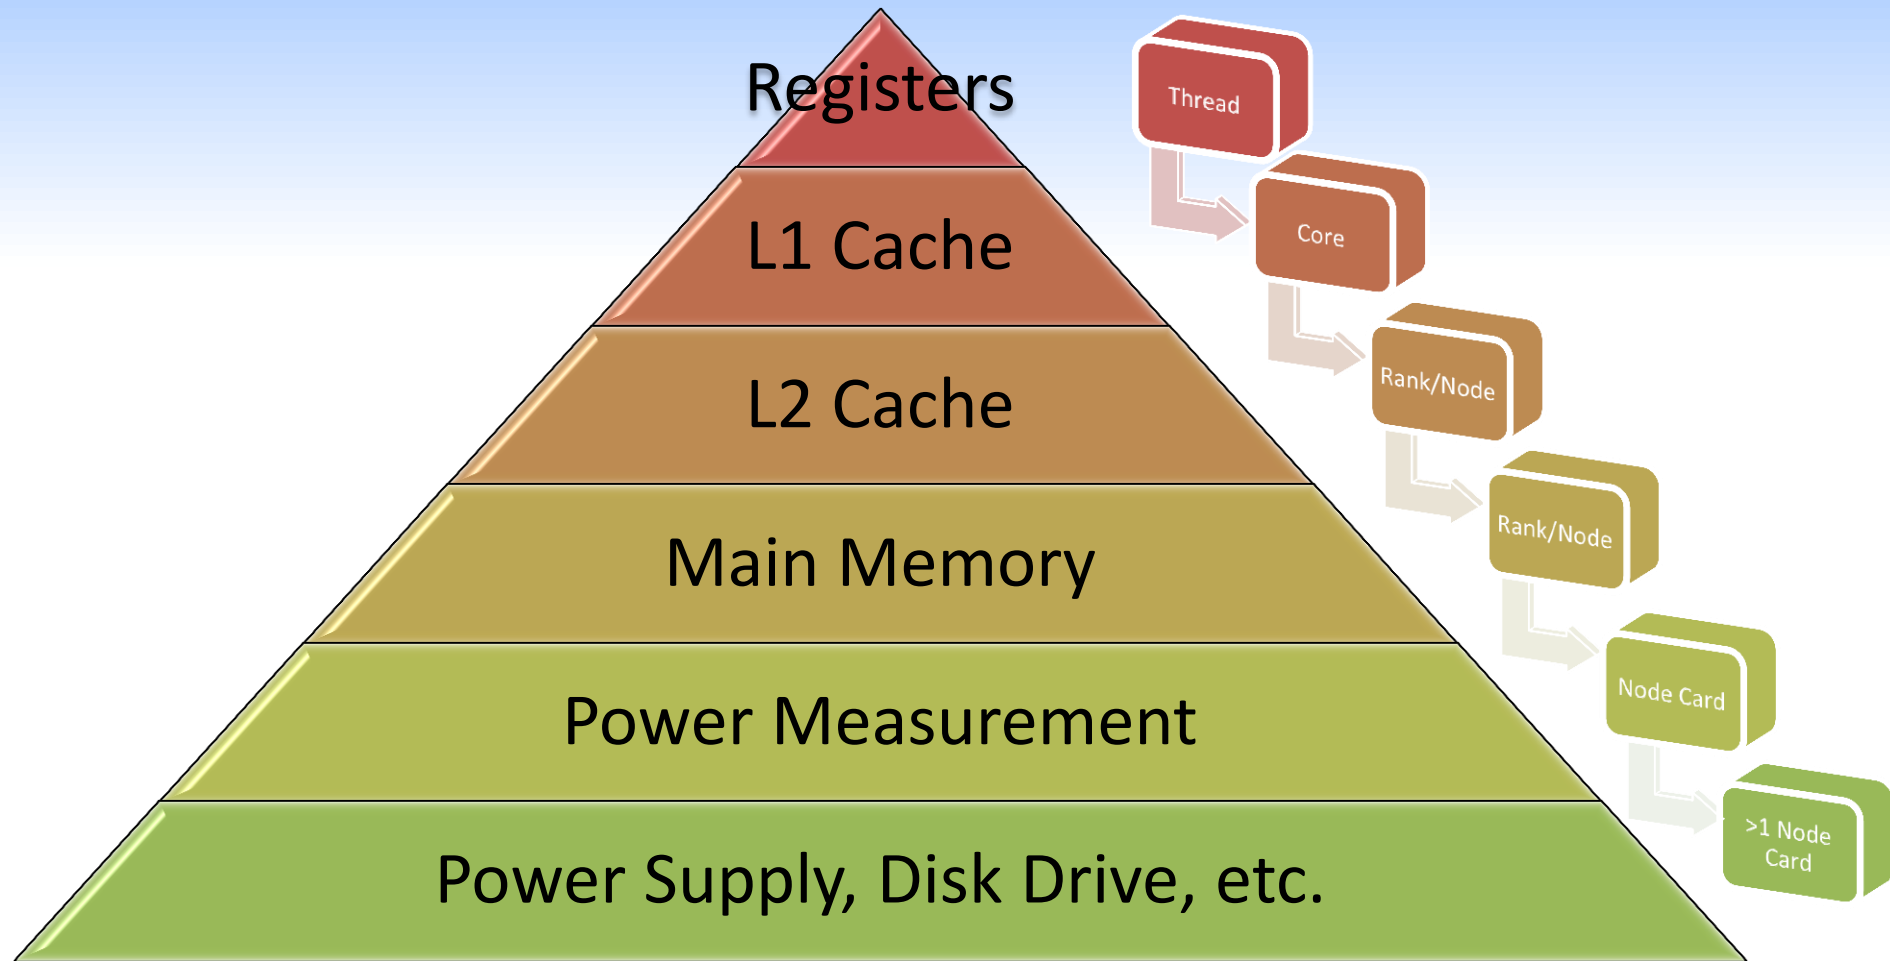 Registers
Thread
L1 Cache
Core
L2 Cache
Rank/Node
Main Memory
Rank/Node
Power Measurement
Node Card
Power Supply, Disk Drive, etc.
>1 Node
Card